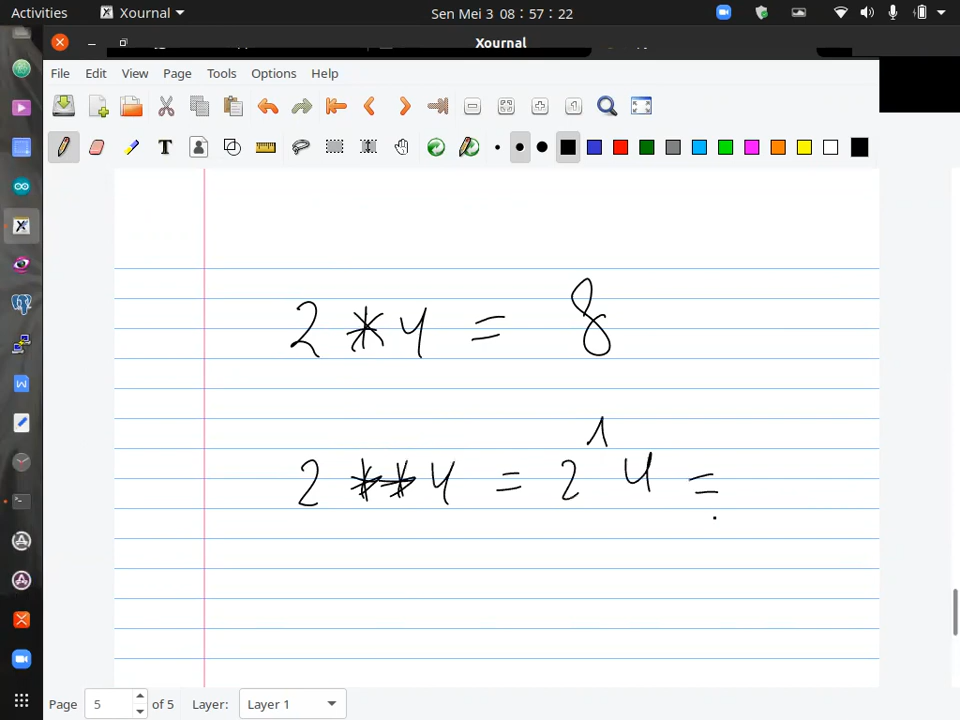 Activities Xournal Sen Mei 3 08 : 57 : 22
Xournal
File Edit View Page Tools Options Help
2 * 4 = 8
2 ** 4 = 2 ^ 4 =
Page 5 of 5 Layer: Layer 1